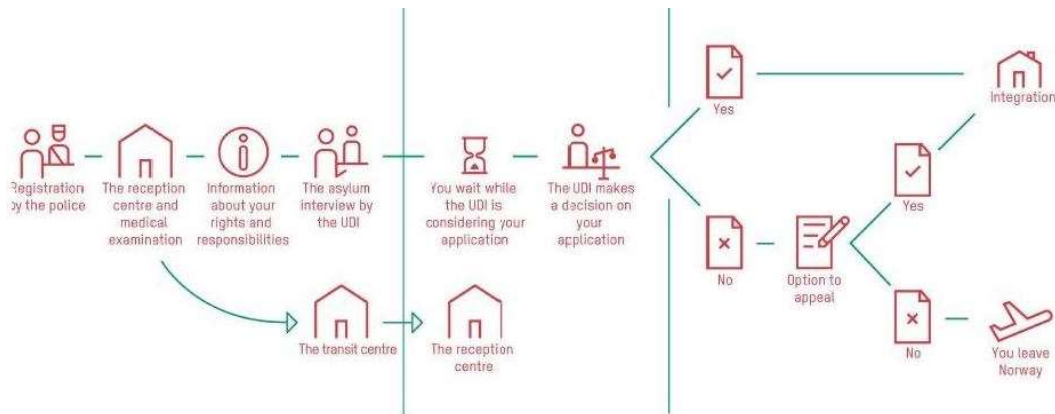 Registration
by the police
The reception
centre and
medical
examination
Information
about your
rights and
responsibilities
The asylum
interview by
the UDI
The transit centre
You wait while
the UDI is
considering your
application
The reception
centre
The UDI makes
a decision on
your
application
Yes
No
Option to
appeal
Yes
Integration
No
You leave
Norway